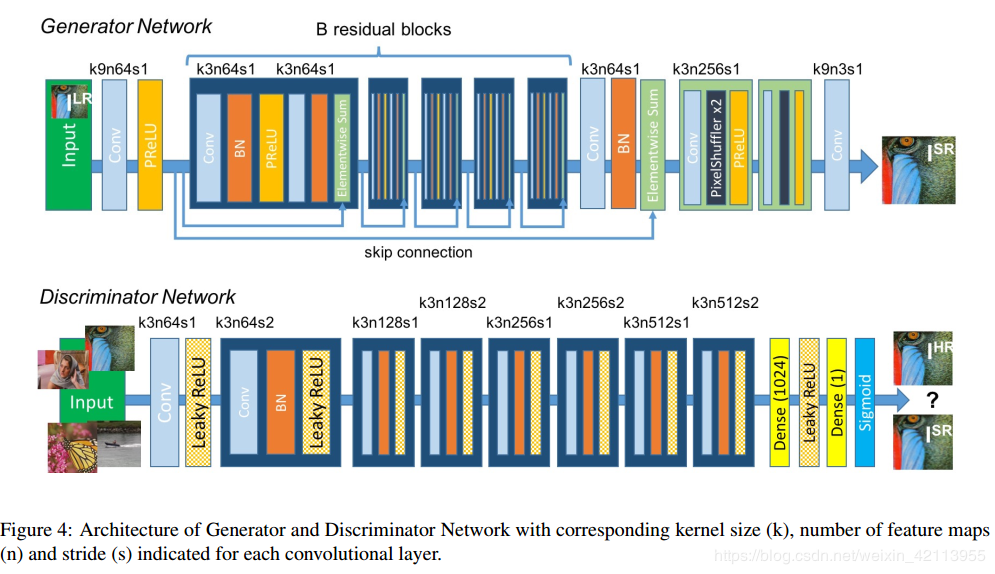 Generator Network
B residual blocks
k9n64s1
k3n64s1
k3n64s1
k3n64s1
k3n256s1
k9n3s1
Input
I LR
Conv
PReLU
Conv
BN
PReLU
Elementwise Sum
Conv
BN
Elementwise Sum
Conv
PixelShuffler x2
PReLU
Conv
I SR
skip connection
Discriminator Network
k3n128s2
k3n256s2
k3n512s2
k3n64s1
k3n64s2
k3n128s1
k3n256s1
k3n512s1
Input
Conv
Leaky ReLU
Conv
BN
Leaky ReLU
Dense (1024)
Leaky ReLU
Dense (1)
Sigmoid
I HR
?
I SR
Figure 4: Architecture of Generator and Discriminator Network with corresponding kernel size (k), number of feature maps
(n) and stride (s) indicated for each convolutional layer.
https://blog.csdn.net/weixin_42113955